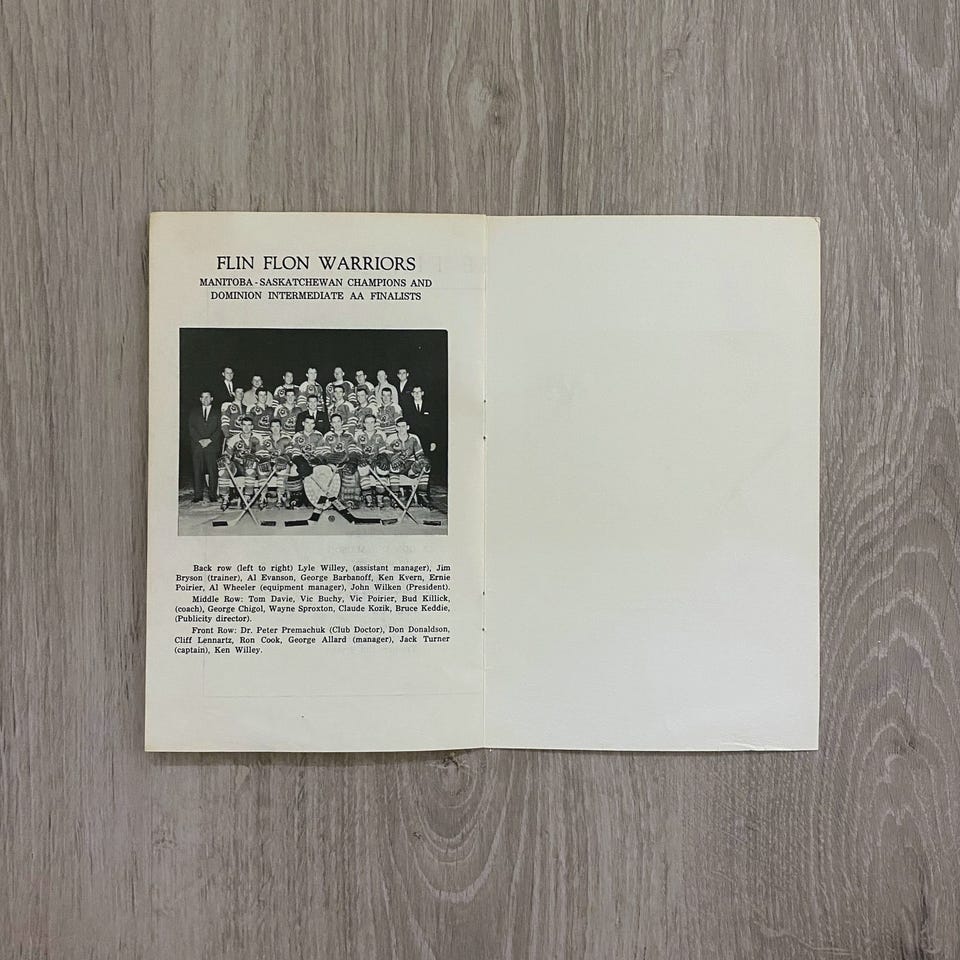 FLIN FLON WARRIORS
MANITOBA - SASKATCHEWAN CHAMPIONS AND
DOMINION INTERMEDIATE AA FINALISTS
Back row (left to right) Lyle Willey, (assistant manager), Jim
Bryson (trainer), Al Evanson, George Barbanoff, Ken Kvern, Ernie
Poirier, Al Wheeler (equipment manager), John Wilken (President).
Middle Row: Tom Davie, Vic Buchy, Vic Poirier, Bud Killick,
(coach), George Chigol, Wayne Sproxton, Claude Kozik, Bruce Keddie,
(Publicity director).
Front Row: Dr. Peter Premachuk (Club Doctor), Don Donaldson,
Cliff Lennartz, Ron Cook, George Allard (manager), Jack Turner
(captain), Ken Willey.